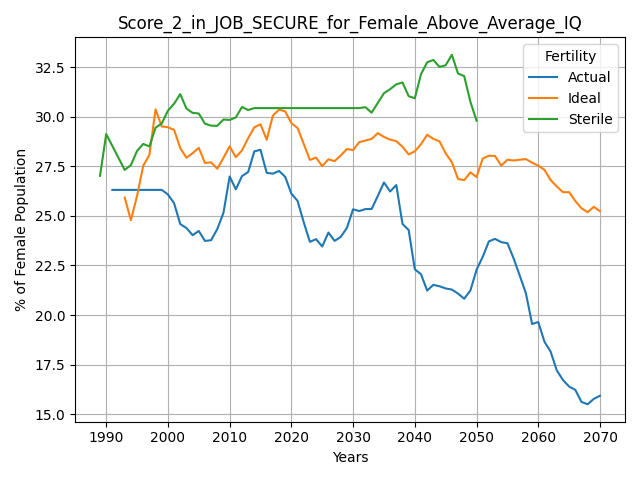 Score_2_in_JOB_SECURE_for_Female_Above_Average_IQ
% of Female Population
32.5
30.0
27.5
25.0
22.5
20.0
17.5
15.0
Fertility
Actual
Ideal
Sterile
1990 2000 2010 2020 2030 2040 2050 2060 2070
Years